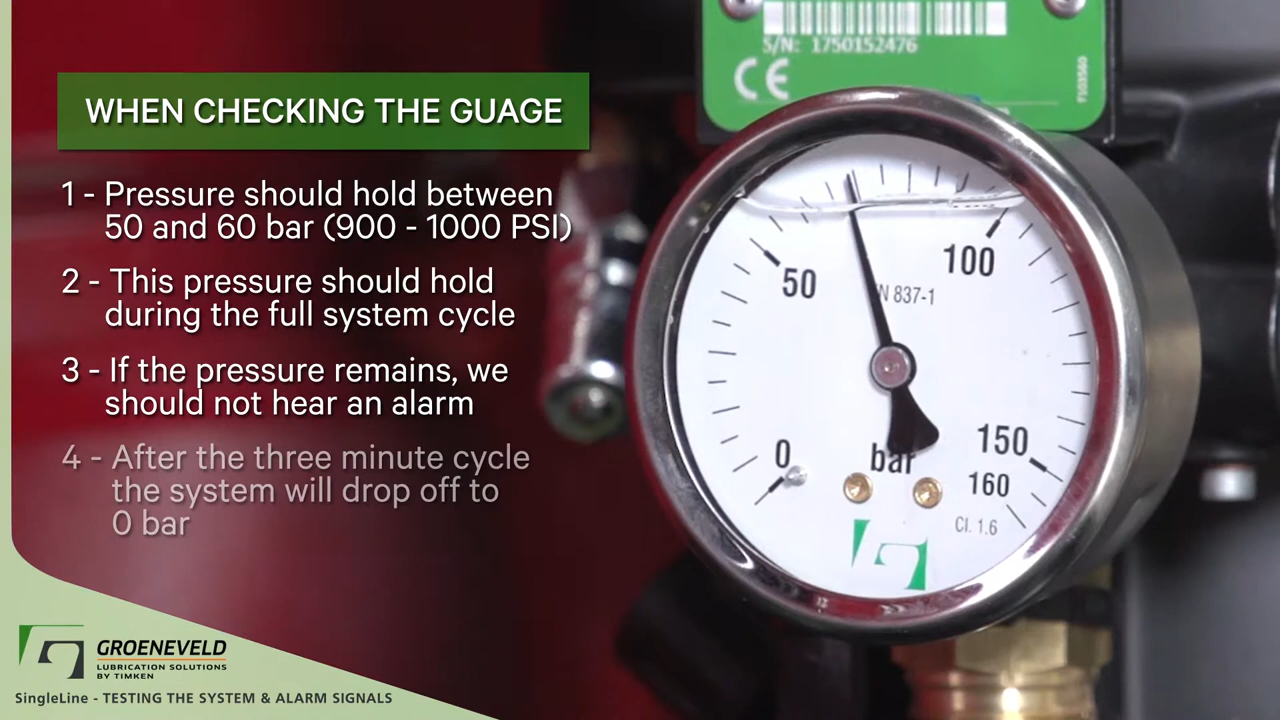 S/N: 1750152476
CE
F103560
WHEN CHECKING THE GUAGE
1 - Pressure should hold between
50 and 60 bar (900 - 1000 PSI)
2 - This pressure should hold
during the full system cycle
3 - If the pressure remains, we
should not hear an alarm
4 - After the three minute cycle
the system will drop off to
0 bar
50
100
N 837-1
0
150
bar
160
Cl. 1.6
GROENEVELD
LUBRICATION SOLUTIONS
BY TIMKEN
SingleLine - TESTING THE SYSTEM & ALARM SIGNALS